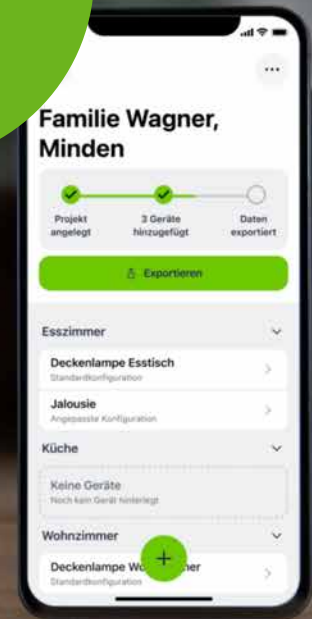 Familie Wagner,
Minden
Projekt angelegt
3 Geräte hinzugefügt
Daten exportiert
Exportieren
Esszimmer
Deckenlampe Esstisch
Standardkonfiguration
Jalousie
Angepasste Konfiguration
Küche
Keine Geräte
Noch kein Gerät hinterlegt
Wohnzimmer
Deckenlampe
Standardkonfiguration